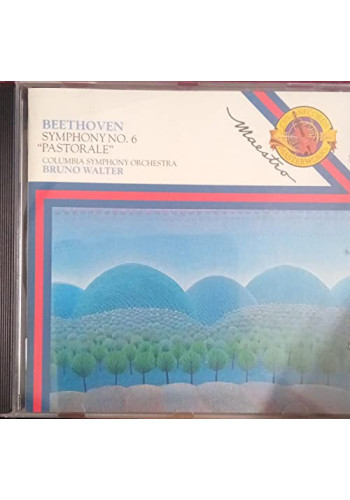 BEETHOVEN
SYMPHONY NO. 6
"PASTORALE"
COLUMBIA SYMPHONY ORCHESTRA
BRUNO WALTER
Maestro